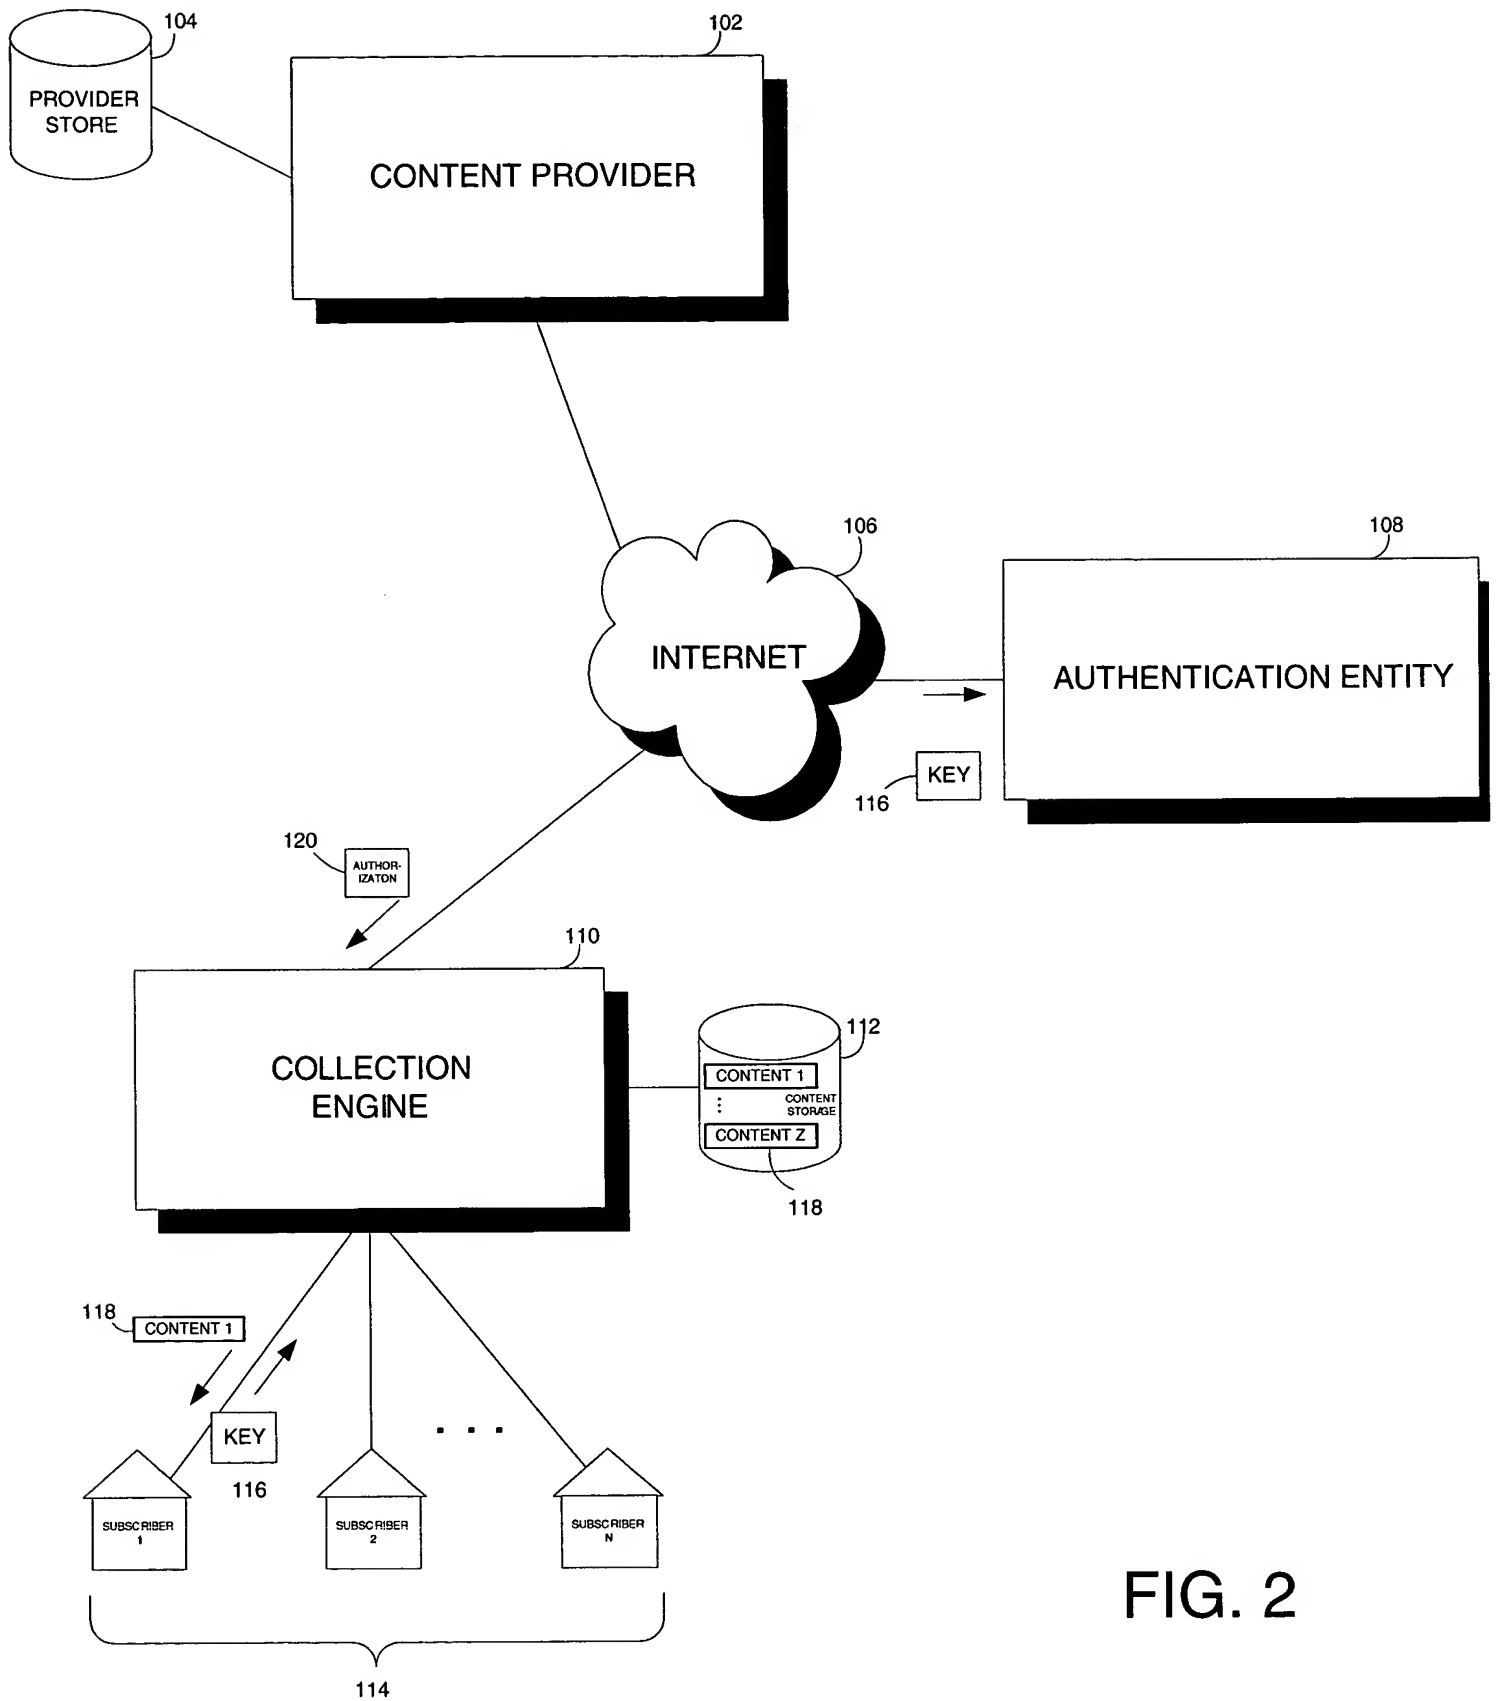 104
PROVIDER
STORE
102
CONTENT PROVIDER
106
INTERNET
108
AUTHENTICATION ENTITY
KEY
116
120
AUTHOR-
IZATON
110
COLLECTION
ENGINE
112
CONTENT 1
CONTENT
STORAGE
CONTENT Z
118
118
CONTENT 1
KEY
116
SUBSCRIBER
1
SUBSCRIBER
2
SUBSCRIBER
N
114
FIG. 2